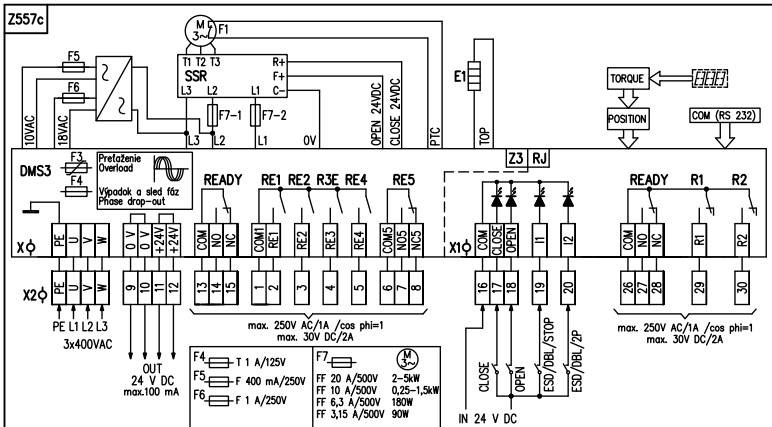 Z557c
M
3~
F1
F5
F6
T1 T2 T3
SSR
R+
F+
C-
L3 L2 L1
F7-1
F7-2
10VAC
18VAC
L3 L2 L1
0V
OPEN 24VDC
CLOSE 24VDC
PTC
E1
TOP
TORQUE
POSITION
COM (RS 232)
DMS3
F3
F4
Preťaženie
Overload
Výpadok a sled fáz
Phase drop-out
Z3 RJ
READY
RE1 RE2 R3E RE4
RE5
READY
R1
R2
X
PE U V W
0 V
0 V
+24V
+24V
COM NO NC
COM1 RE1 RE2 RE3 RE4
COM5 NO5 NC5
X1
COM CLOSE OPEN I1 I2
COM NO NC R1 R2
X2
PE U V W
9 10 11 12
13 14 15
1 2 3 4 5
6 7 8
16 17 18 19 20
26 27 28 29 30
PE L1 L2 L3
3x400VAC
OUT
24 V DC
max.100 mA
max. 250V AC/1A /cos phi=1
max. 30V DC/2A
F4 T 1 A/125V
F5 F 400 mA/250V
F6 F 1 A/250V
F7
M
3~
FF 20 A/500V 2-5kW
FF 10 A/500V 0,25-1,5kW
FF 6,3 A/500V 180W
FF 3,15 A/500V 90W
CLOSE
OPEN
ESD/DBL/STOP
ESD/DBL/2P
IN 24 V DC
max. 250V AC/1A /cos phi=1
max. 30V DC/2A